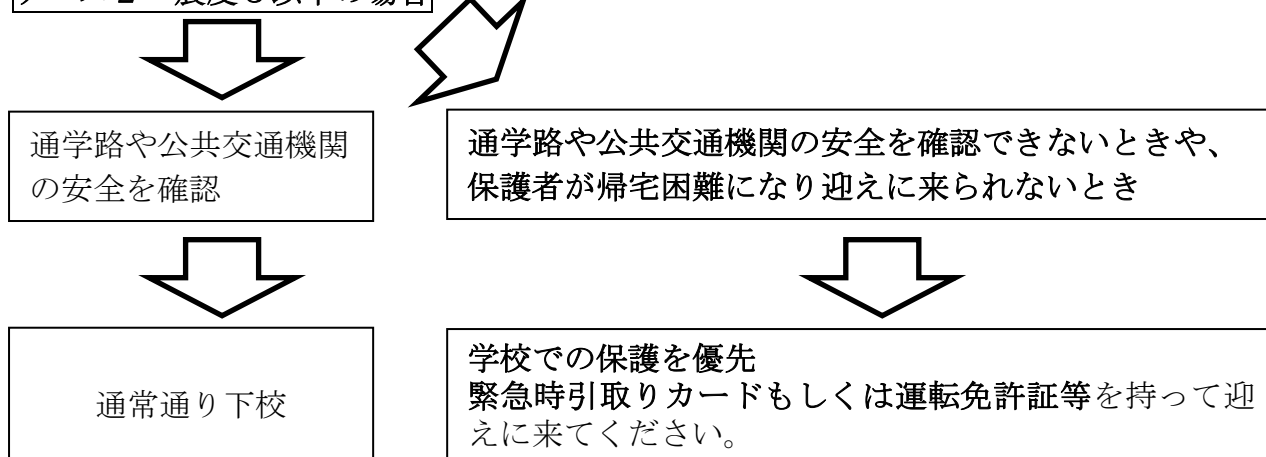 通学路や公共交通機関
の安全を確認
通学路や公共交通機関の安全を確認できないときや、
保護者が帰宅困難になり迎えに来られないとき
通常通り下校
学校での保護を優先
緊急時引取りカードもしくは運転免許証等を持って迎
えに来てください。